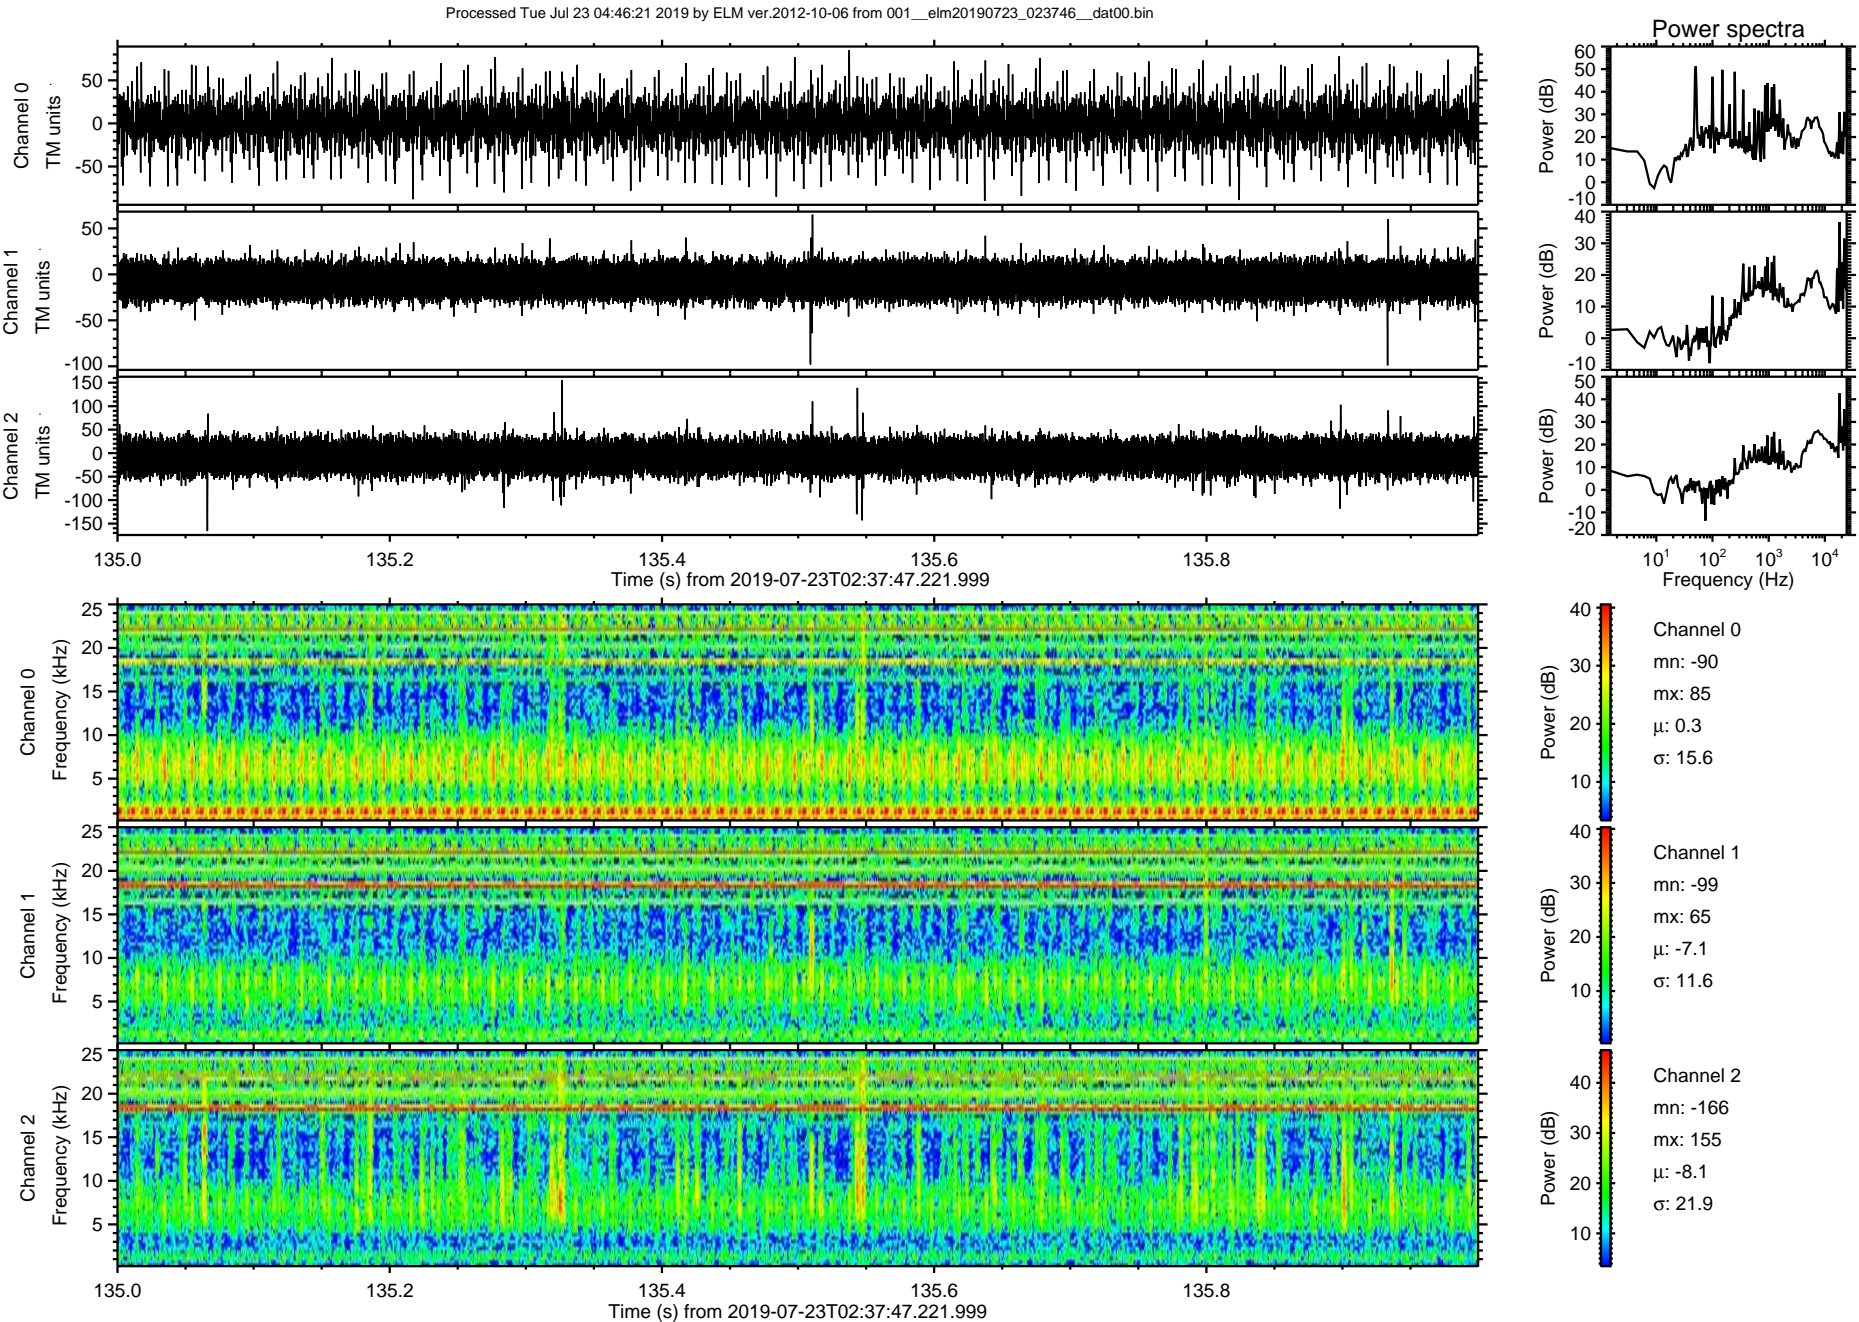 Processed Tue Jul 23 04:46:21 2019 by ELM ver.2012-10-06 from 001__elm20190723_023746__dat00.bin
Power spectra
Channel 0
TM units
50
0
-50
Power (dB)
60
50
40
30
20
10
0
-10
Channel 1
TM units
50
0
-50
-100
Power (dB)
40
30
20
10
0
-10
Channel 2
TM units
150
100
50
0
-50
-100
-150
Power (dB)
50
40
30
20
10
0
-10
-20
135.0 135.2 135.4 135.6 135.8
Time (s) from 2019-07-23T02:37:47.221.999
10¹ 10² 10³ 10⁴
Frequency (Hz)
Channel 0
Frequency (kHz)
25
20
15
10
5
Power (dB)
40
30
20
10
Channel 0
mn: -90
mx: 85
μ: 0.3
σ: 15.6
Channel 1
Frequency (kHz)
25
20
15
10
5
Power (dB)
40
30
20
10
Channel 1
mn: -99
mx: 65
μ: -7.1
σ: 11.6
Channel 2
Frequency (kHz)
25
20
15
10
5
Power (dB)
40
30
20
10
Channel 2
mn: -166
mx: 155
μ: -8.1
σ: 21.9
135.0 135.2 135.4 135.6 135.8
Time (s) from 2019-07-23T02:37:47.221.999